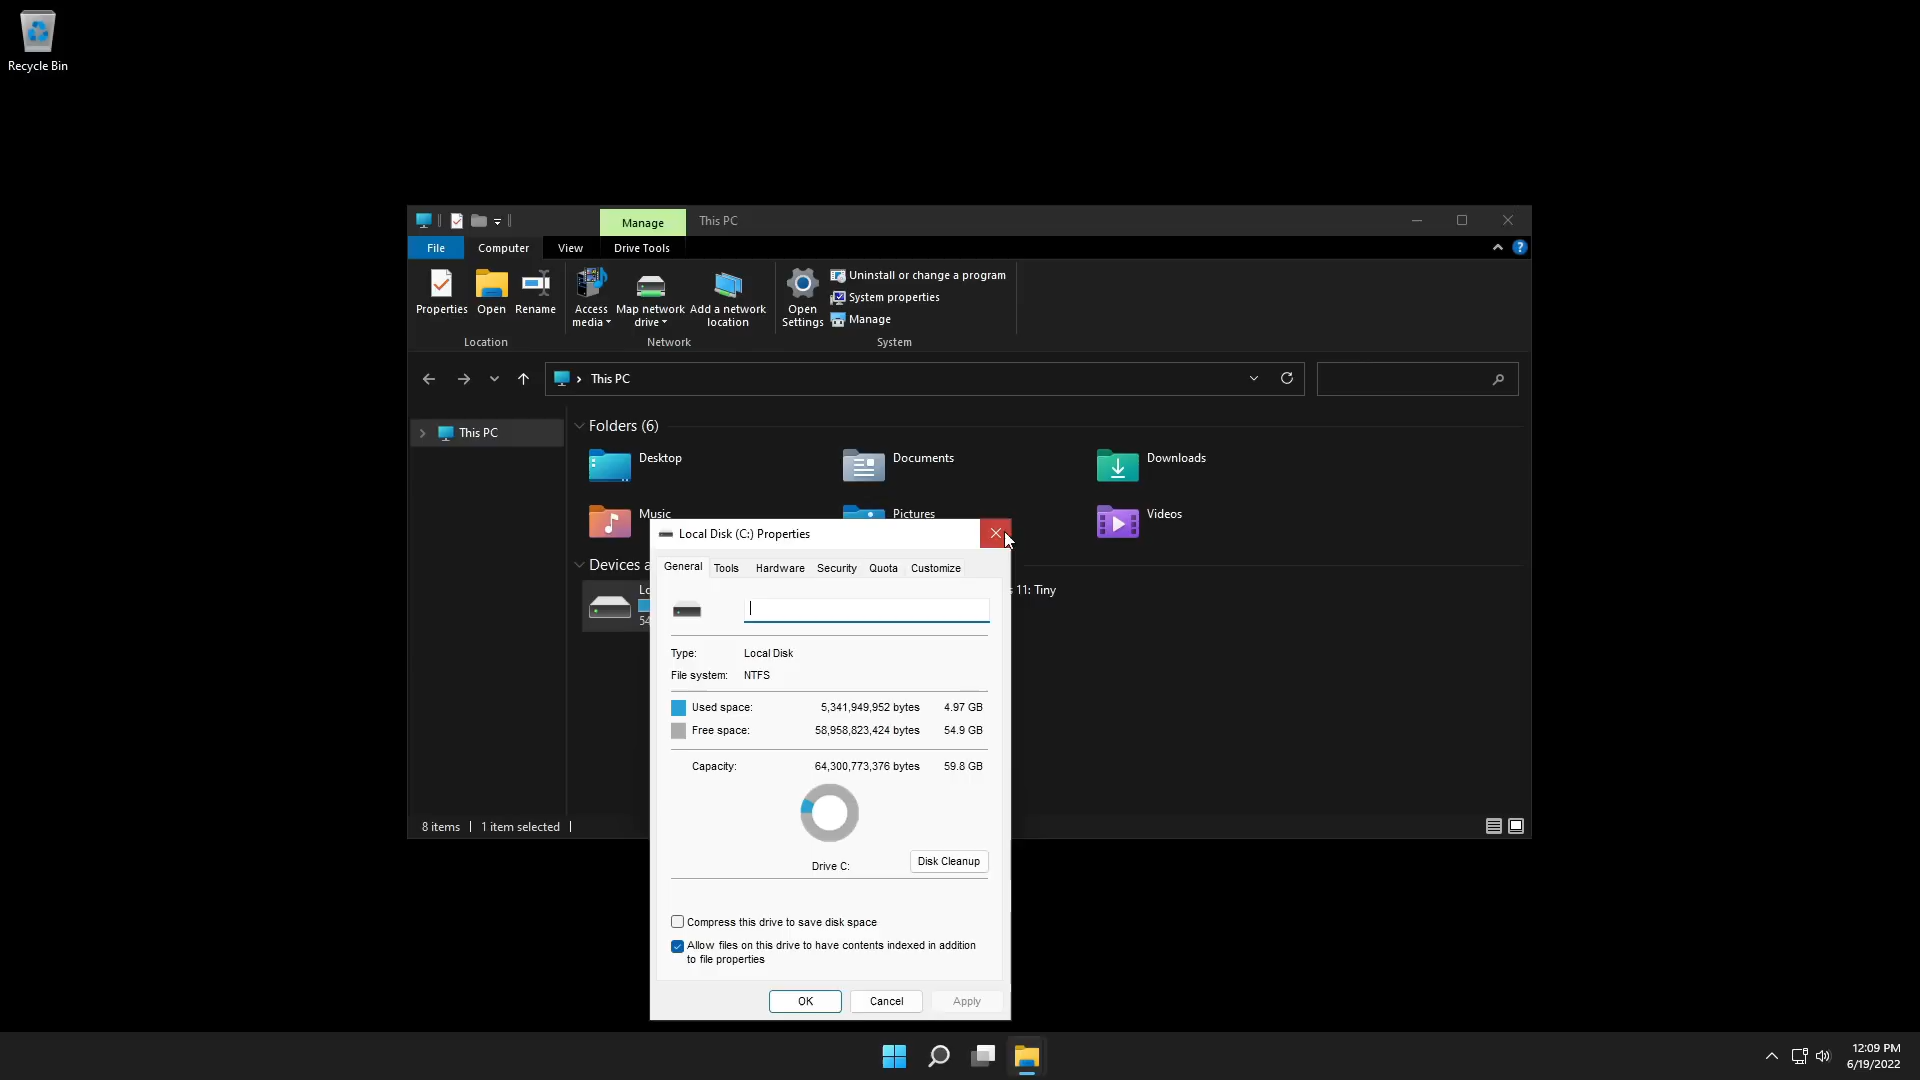 Recycle Bin
Manage
This PC
File
Computer
View
Drive Tools
Properties
Open
Rename
Access
media
Map network
drive
Add a network
location
Open
Settings
Uninstall or change a program
System properties
Manage
Location
Network
System
This PC
This PC
Folders (6)
Desktop
Documents
Downloads
Music
Pictures
Videos
Devices a
Lo
54
11: Tiny
8 items
1 item selected
Local Disk (C:) Properties
General
Tools
Hardware
Security
Quota
Customize
Type: Local Disk
File system: NTFS
Used space: 5,341,949,952 bytes 4.97 GB
Free space: 58,958,823,424 bytes 54.9 GB
Capacity: 64,300,773,376 bytes 59.8 GB
Drive C:
Disk Cleanup
Compress this drive to save disk space
Allow files on this drive to have contents indexed in addition
to file properties
OK
Cancel
Apply
12:09 PM
6/19/2022